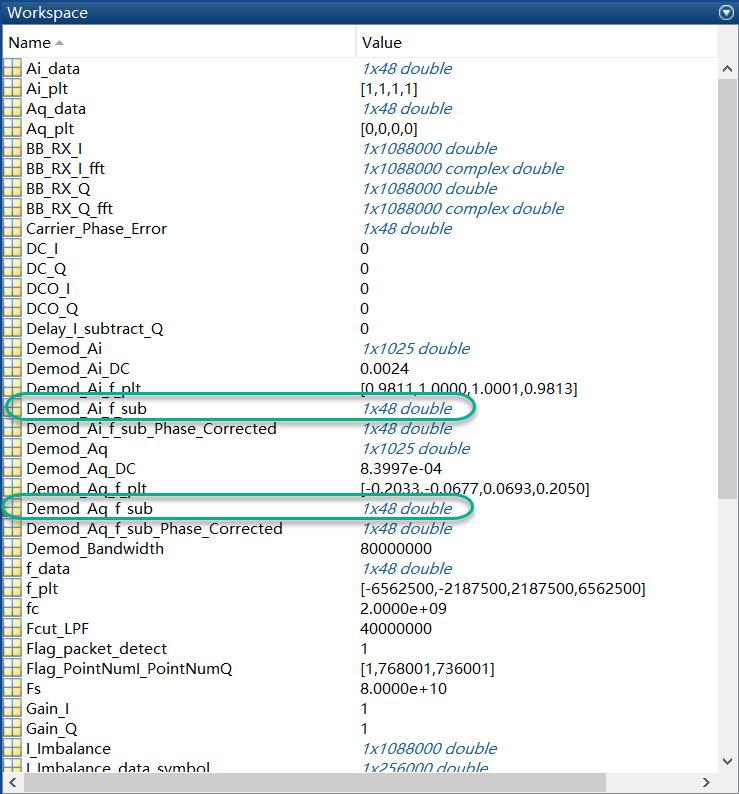 Workspace
Name Value
Ai_data 1x48 double
Ai_plt [1,1,1,1]
Aq_data 1x48 double
Aq_plt [0,0,0,0]
BB_RX_I 1x1088000 double
BB_RX_I_fft 1x1088000 complex double
BB_RX_Q 1x1088000 double
BB_RX_Q_fft 1x1088000 complex double
Carrier_Phase_Error 1x48 double
DC_I 0
DC_Q 0
DCO_I 0
DCO_Q 0
Delay_I_subtract_Q 0
Demod_Ai 1x1025 double
Demod_Ai_DC 0.0024
Demod_Ai_f_plt [0.9811,1.0000,1.0001,0.9813]
Demod_Ai_f_sub 1x48 double
Demod_Ai_f_sub_Phase_Corrected 1x48 double
Demod_Aq 1x1025 double
Demod_Aq_DC 8.3997e-04
Demod_Aq_f_plt [-0.2033,-0.0677,0.0693,0.2050]
Demod_Aq_f_sub 1x48 double
Demod_Aq_f_sub_Phase_Corrected 1x48 double
Demod_Bandwidth 80000000
f_data 1x48 double
f_plt [-6562500,-2187500,2187500,6562500]
fc 2.0000e+09
Fcut_LPF 40000000
Flag_packet_detect 1
Flag_PointNumI_PointNumQ [1,768001,736001]
Fs 8.0000e+10
Gain_I 1
Gain_Q 1
I_Imbalance 1x1088000 double
I_Imbalance_data_symbol 1x256000 double